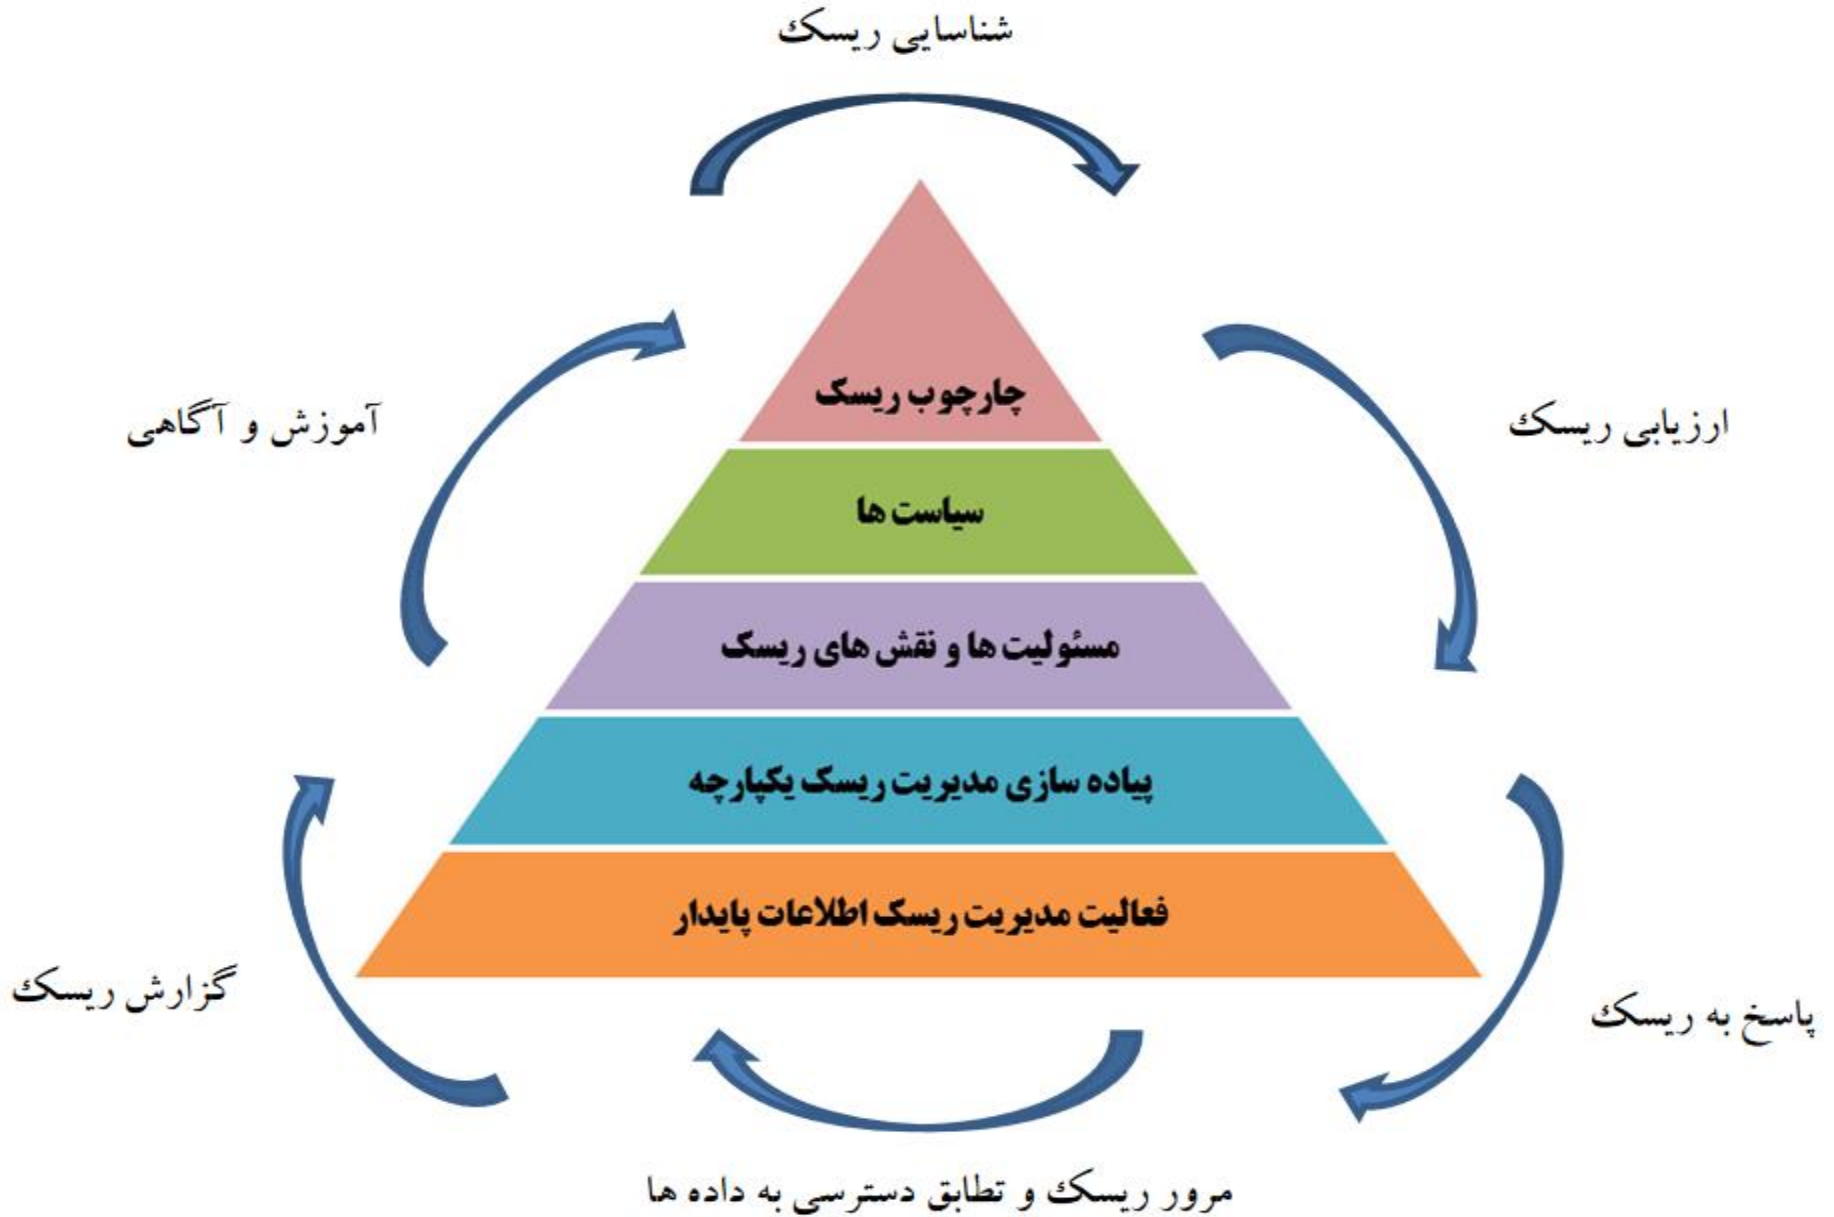 شناسایی ریسک
آموزش و آگاهی
ارزیابی ریسک
چارچوب ریسک
سیاست ها
مسئولیت ها و نقش های ریسک
پیاده سازی مدیریت ریسک یکپارچه
فعالیت مدیریت ریسک اطلاعات پایدار
گزارش ریسک
پاسخ به ریسک
مرور ریسک و تطابق دسترسی به داده ها